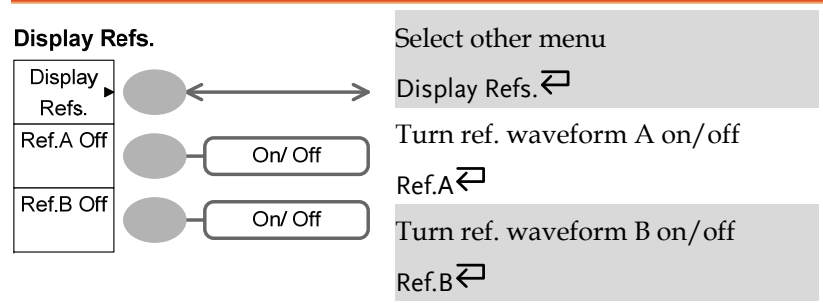 Display Refs.
Display
Refs.
Ref.A Off
On/ Off
Ref.B Off
On/ Off
Select other menu
Display Refs.
Turn ref. waveform A on/off
Ref.A
Turn ref. waveform B on/off
Ref.B